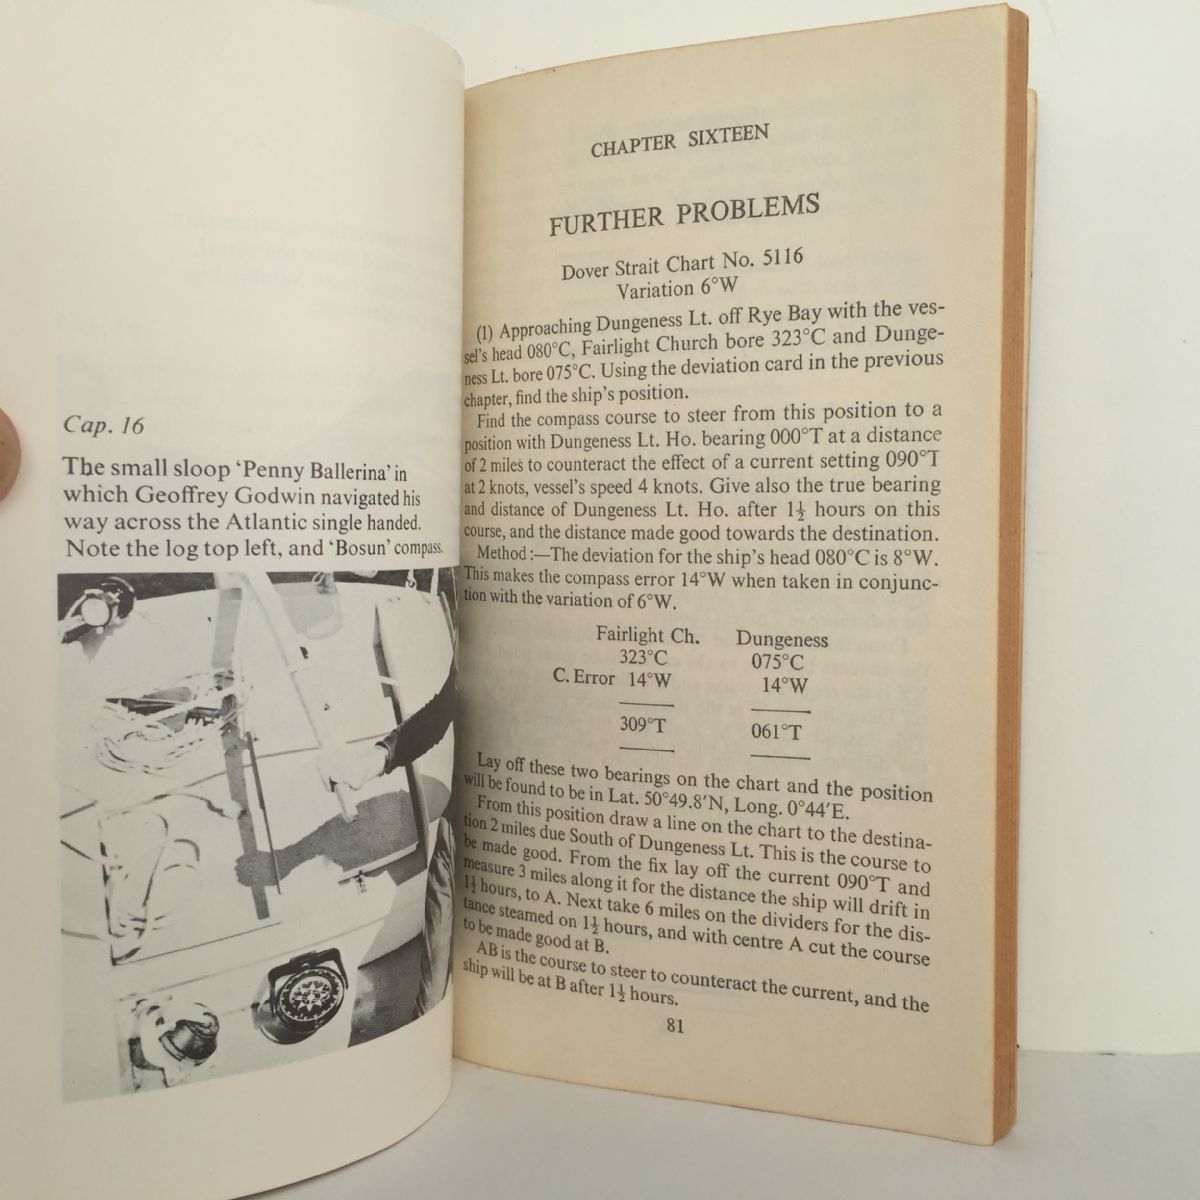 Cap. 16
The small sloop ‘Penny Ballerina’ in
which Geoffrey Godwin navigated his
way across the Atlantic single handed.
Note the log top left, and ‘Bosun’ compass.
CHAPTER SIXTEEN
FURTHER PROBLEMS
Dover Strait Chart No. 5116
Variation 6°W
(1) Approaching Dungeness Lt. off Rye Bay with the ves-
sel's head 080°C, Fairlight Church bore 323°C and Dunge-
ness Lt. bore 075°C. Using the deviation card in the previous
chapter, find the ship's position.
Find the compass course to steer from this position to a
position with Dungeness Lt. Ho. bearing 000°T at a distance
of 2 miles to counteract the effect of a current setting 090°T
at 2 knots, vessel's speed 4 knots. Give also the true bearing
and distance of Dungeness Lt. Ho. after 1½ hours on this
course, and the distance made good towards the destination.
Method :—The deviation for the ship's head 080°C is 8°W.
This makes the compass error 14°W when taken in conjunc-
tion with the variation of 6°W.
Fairlight Ch. Dungeness
323°C 075°C
C. Error 14°W 14°W
309°T 061°T
Lay off these two bearings on the chart and the position
will be found to be in Lat. 50°49.8′N, Long. 0°44′E.
From this position draw a line on the chart to the destina-
tion 2 miles due South of Dungeness Lt. This is the course to
be made good. From the fix lay off the current 090°T and
measure 3 miles along it for the distance the ship will drift in
1½ hours, to A. Next take 6 miles on the dividers for the dis-
tance steamed on 1½ hours, and with centre A cut the course
to be made good at B.
AB is the course to steer to counteract the current, and the
ship will be at B after 1½ hours.
81